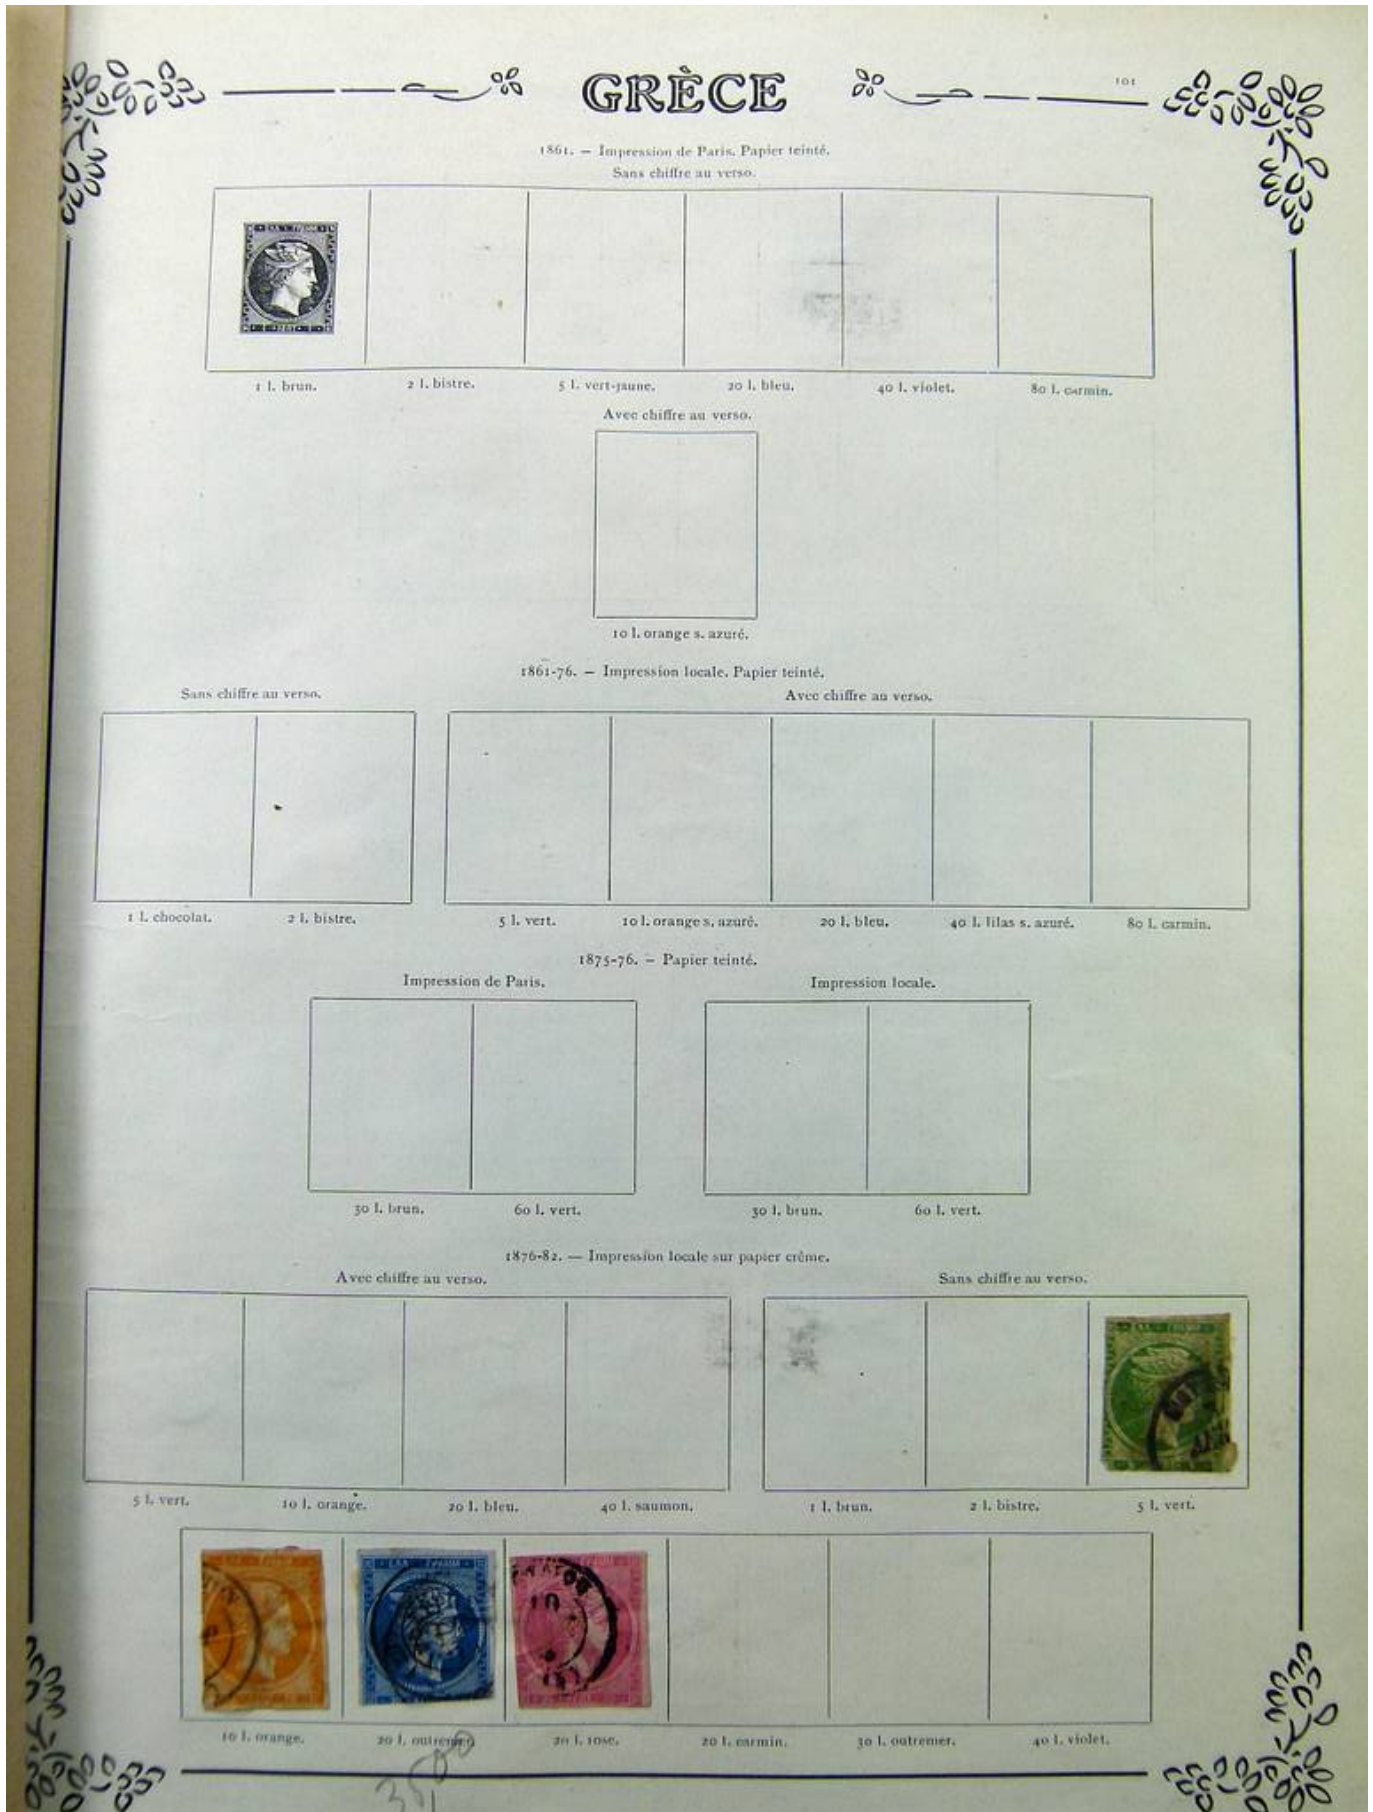 GRÈCE
101
1861. — Impression de Paris. Papier teinté.
Sans chiffre au verso.
1 l. brun.
2 l. bistre.
5 l. vert-jaune.
20 l. bleu.
40 l. violet.
80 l. carmin.
Avec chiffre au verso.
10 l. orange s. azuré.
1861-76. — Impression locale. Papier teinté.
Sans chiffre au verso.
Avec chiffre au verso.
1 l. chocolat.
2 l. bistre.
5 l. vert.
10 l. orange s. azuré.
20 l. bleu.
40 l. lilas s. azuré.
80 l. carmin.
1875-76. — Papier teinté.
Impression de Paris.
Impression locale.
30 l. brun.
60 l. vert.
30 l. brun.
60 l. vert.
1876-82. — Impression locale sur papier crême.
Avec chiffre au verso.
Sans chiffre au verso.
5 l. vert.
10 l. orange.
20 l. bleu.
40 l. saumon.
1 l. brun.
2 l. bistre.
5 l. vert.
10 l. orange.
20 l. outremer.
20 l. rose.
20 l. carmin.
30 l. outremer.
40 l. violet.